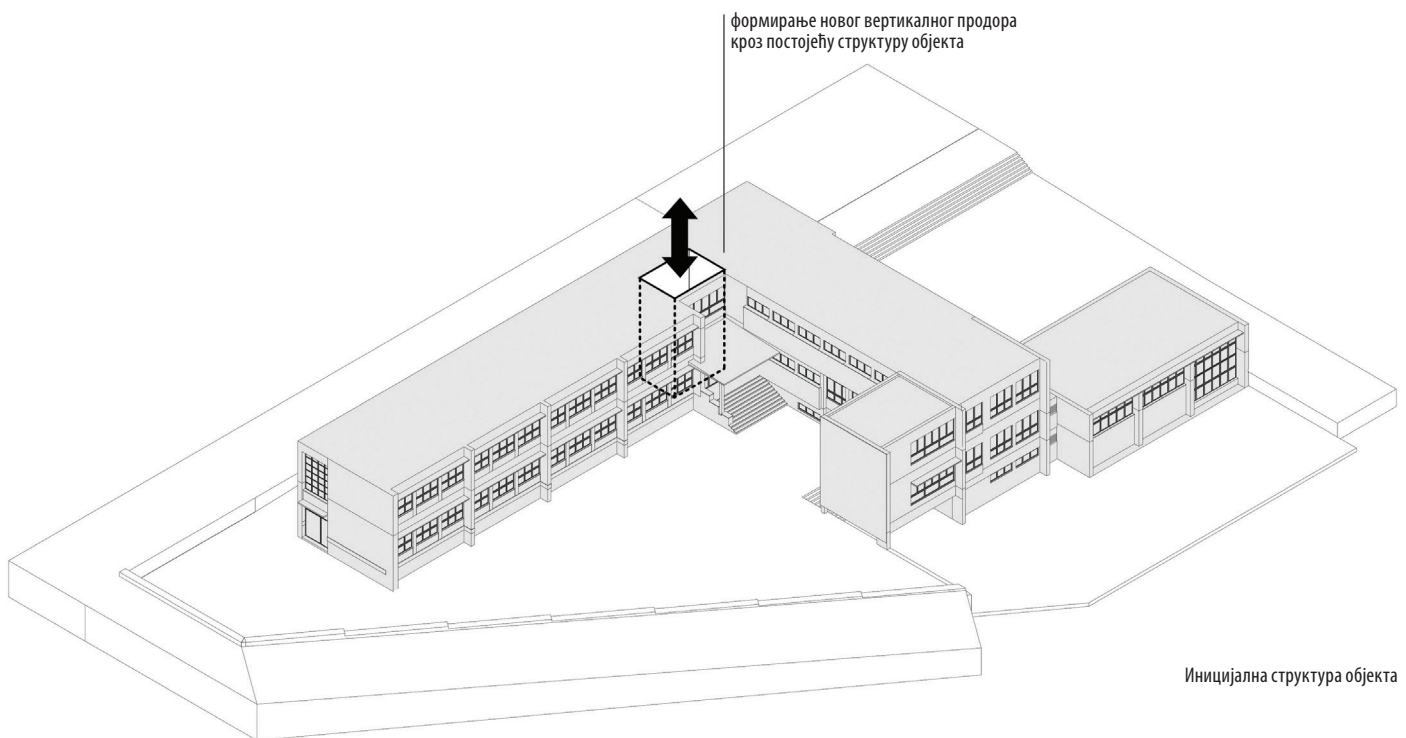 формирање новог вертикалног продора
кроз постојећу структуру објекта
Иницијална структура објекта